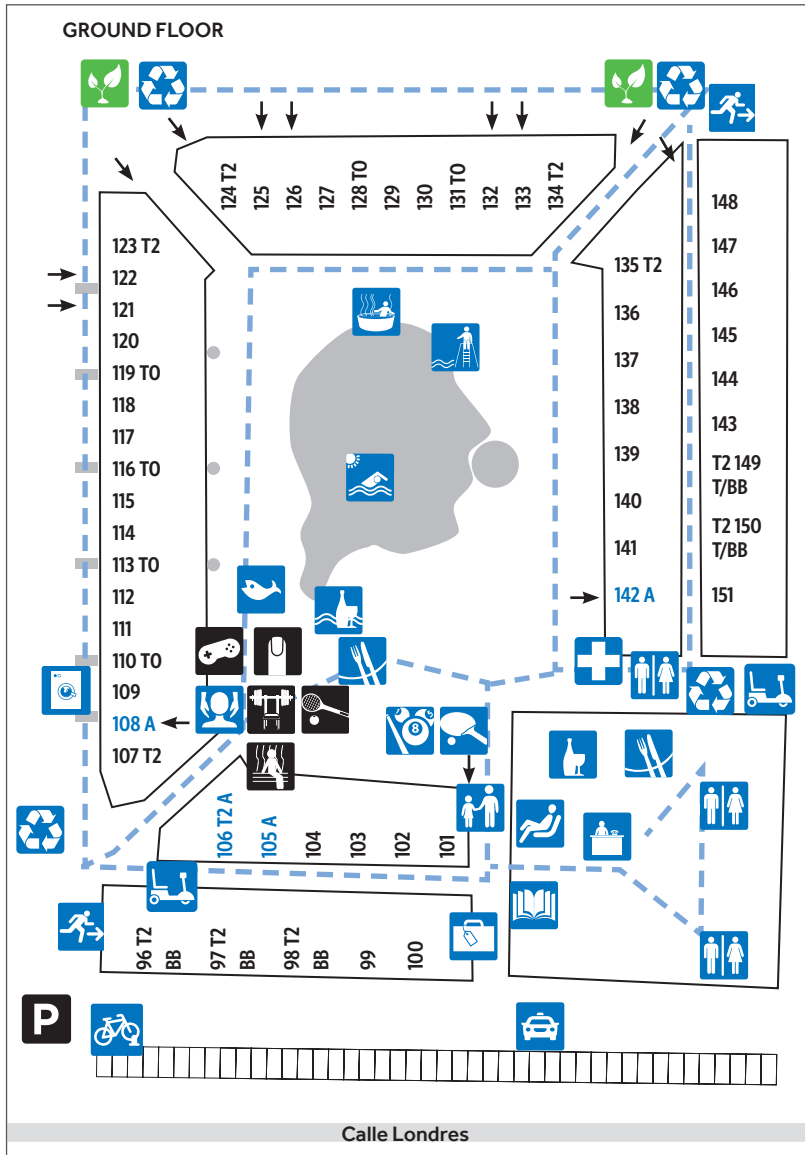 GROUND FLOOR
124 T2
125
126
127
128 TO
129
130
131 TO
132
133
134 T2
123 T2
122
121
120
119 TO
118
117
116 TO
115
114
113 TO
112
111
110 TO
109
108 A
107 T2
135 T2
136
137
138
139
140
141
142 A
148
147
146
145
144
143
T2 149
T/BB
T2 150
T/BB
151
8
106 T2 A
105 A
104
103
102
101
96 T2
BB
97 T2
BB
98 T2
BB
99
100
P
Calle Londres